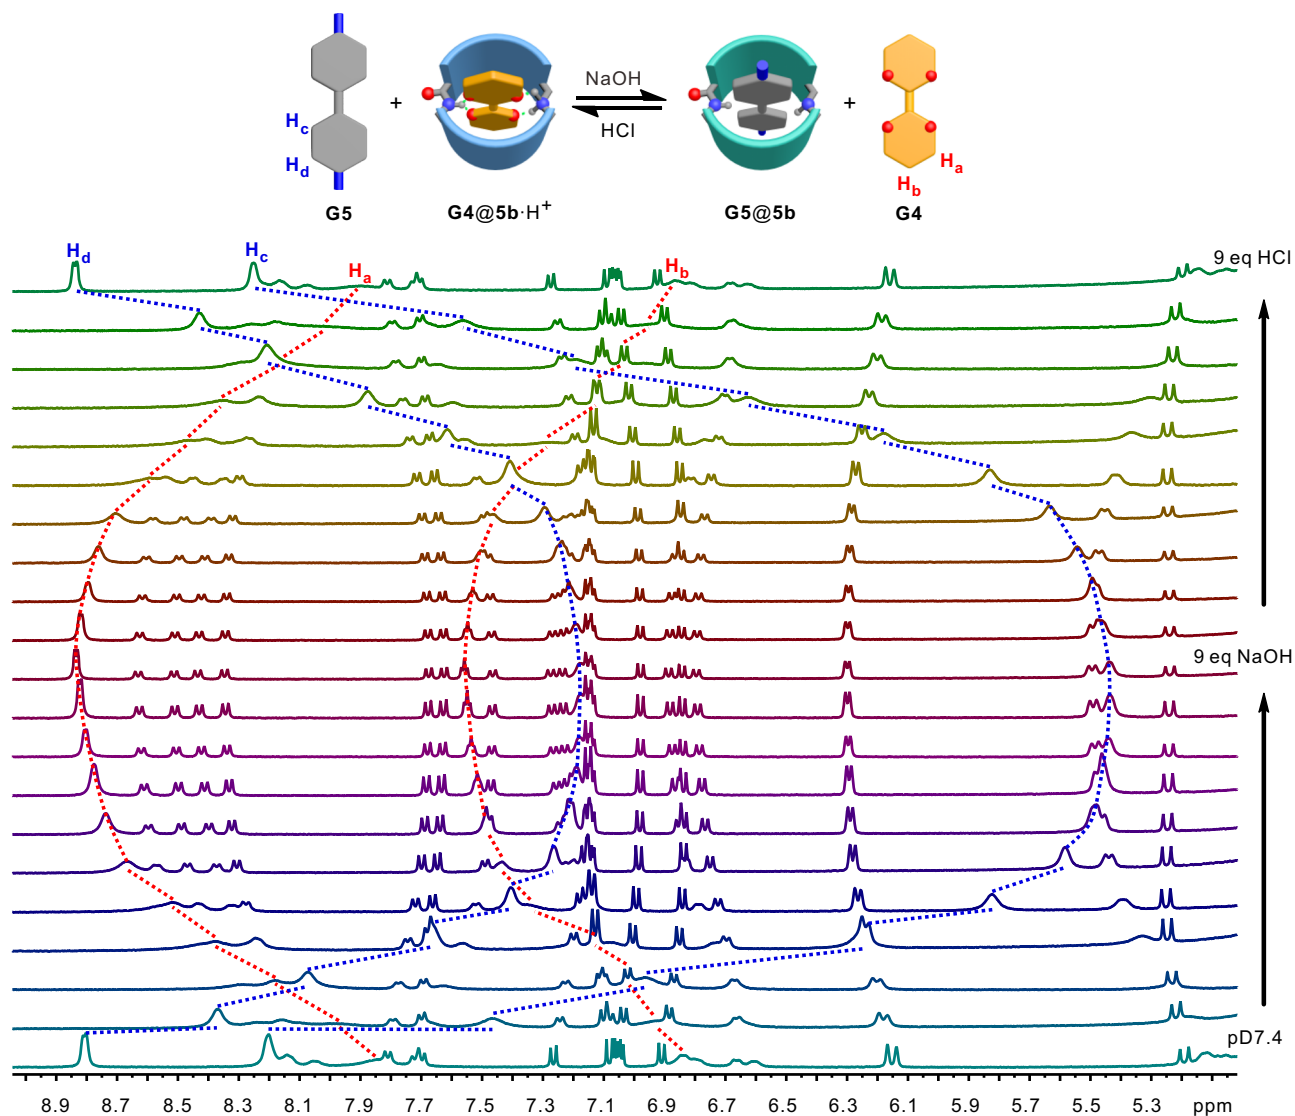 NaOH
+
+
HCl
Hc
Hd
Ha
Hb
G5
G4@5b·H+
G5@5b
G4
Hd
Hc
Ha
Hb
9 eq HCl
9 eq NaOH
pD7.4
8.9 8.7 8.5 8.3 8.1 7.9 7.7 7.5 7.3 7.1 6.9 6.7 6.5 6.3 6.1 5.9 5.7 5.5 5.3 ppm